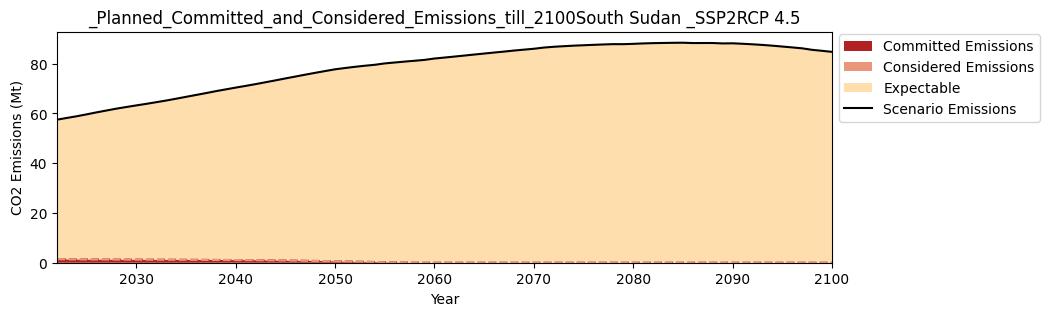 _Planned_Committed_and_Considered_Emissions_till_2100South Sudan _SSP2RCP 4.5
Committed Emissions
Considered Emissions
Expectable
Scenario Emissions
CO2 Emissions (Mt)
80
60
40
20
0
2030 2040 2050 2060 2070 2080 2090 2100
Year